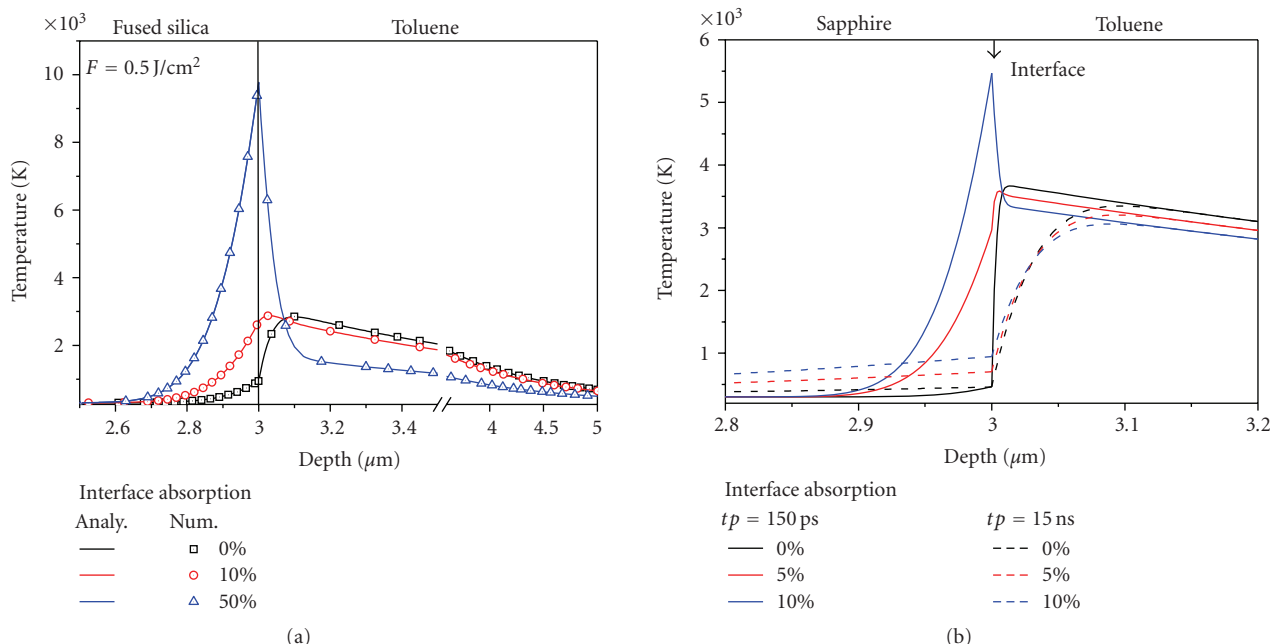 ×10³
Fused silica
Toluene
F = 0.5 J/cm²
10
8
6
4
2
Temperature (K)
2.6
2.8
3
3.2
3.4
4
4.5
5
Depth (μm)
Interface absorption
Analy. Num.
0%
10%
50%
(a)
×10³
Sapphire
Toluene
Interface
6
5
4
3
2
1
Temperature (K)
2.8
2.9
3
3.1
3.2
Depth (μm)
Interface absorption
tp = 150 ps tp = 15 ns
0% 0%
5% 5%
10% 10%
(b)